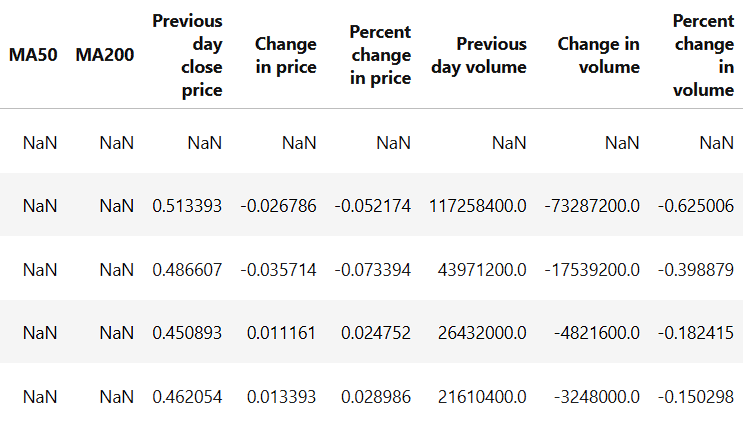 MA50 MA200 Previous day close price Change in price Percent change in price Previous day volume Change in volume Percent change in volume
NaN NaN NaN NaN NaN NaN NaN NaN
NaN NaN 0.513393 -0.026786 -0.052174 117258400.0 -73287200.0 -0.625006
NaN NaN 0.486607 -0.035714 -0.073394 43971200.0 -17539200.0 -0.398879
NaN NaN 0.450893 0.011161 0.024752 26432000.0 -4821600.0 -0.182415
NaN NaN 0.462054 0.013393 0.028986 21610400.0 -3248000.0 -0.150298